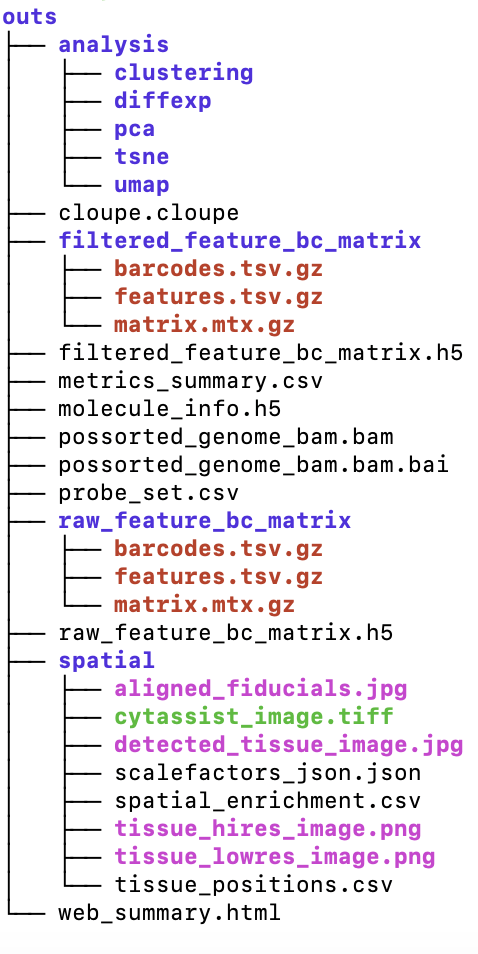 outs
analysis
clustering
diffexp
pca
tsne
umap
cloupe.cloupe
filtered_feature_bc_matrix
barcodes.tsv.gz
features.tsv.gz
matrix.mtx.gz
filtered_feature_bc_matrix.h5
metrics_summary.csv
molecule_info.h5
possorted_genome_bam.bam
possorted_genome_bam.bam.bai
probe_set.csv
raw_feature_bc_matrix
barcodes.tsv.gz
features.tsv.gz
matrix.mtx.gz
raw_feature_bc_matrix.h5
spatial
aligned_fiducials.jpg
cytassist_image.tiff
detected_tissue_image.jpg
scalefactors_json.json
spatial_enrichment.csv
tissue_hires_image.png
tissue_lowres_image.png
tissue_positions.csv
web_summary.html